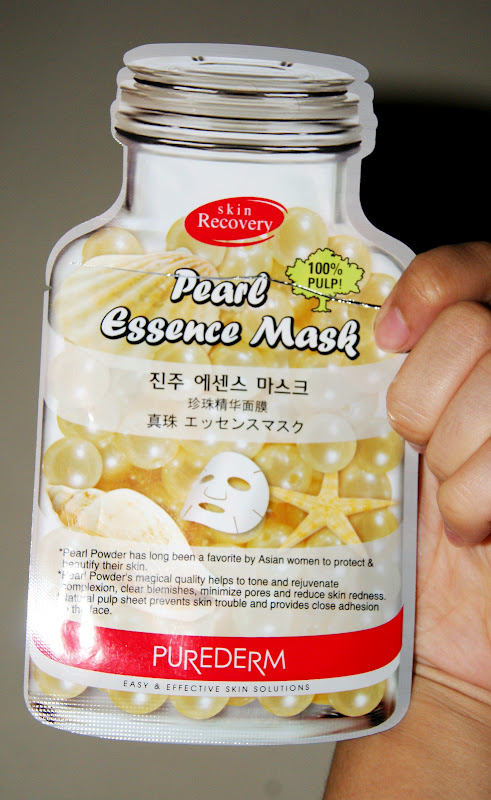 skin
Recovery
100%
PULP!
Pearl
Essence Mask
진주 에센스 마스크
珍珠精华面膜
真珠 エッセンスマスク
*Pearl Powder has long been a favorite by Asian women to protect &
beautify their skin.
*Pearl Powder's magical quality helps to tone and rejuvenate
complexion, clear blemishes, minimize pores and reduce skin redness.
Natural pulp sheet prevents skin trouble and provides close adhesion
to the face.
PUREDERM
EASY & EFFECTIVE SKIN SOLUTIONS